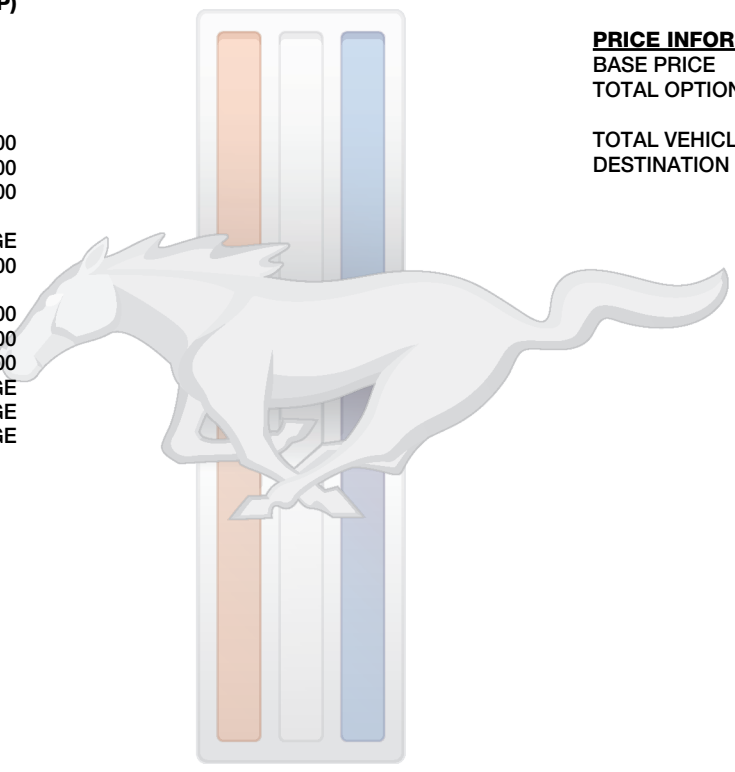 P)
00
00
00
GE
00
00
00
00
GE
GE
GE
PRICE INFOR
BASE PRICE
TOTAL OPTION
TOTAL VEHICL
DESTINATION